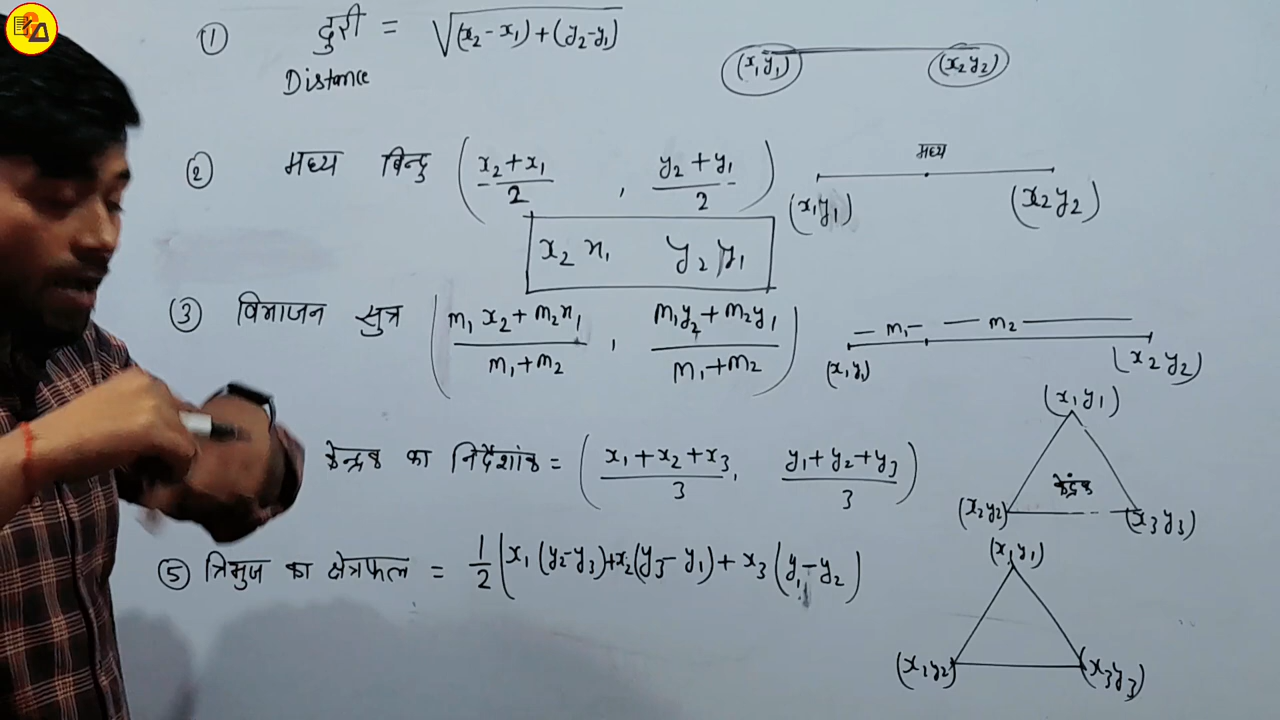 ① दुरी = √(x₂-x₁)+(y₂-y₁)
Distance
(x₁y₁) (x₂y₂)
② मध्य बिन्दु (x₂+x₁/2 , y₂+y₁/2)
मध्य
(x₁y₁) (x₂y₂)
x₂ x₁ y₂ y₁
③ विभाजन सुत्र (m₁x₂+m₂x₁/m₁+m₂ , m₁y₂+m₂y₁/m₁+m₂)
m₁ m₂
(x₁y₁) (x₂y₂)
केन्द्रक का निर्देशांक = (x₁+x₂+x₃/3, y₁+y₂+y₃/3)
(x₁y₁)
केंद्रक
(x₂y₂) (x₃y₃)
⑤ त्रिभुज का क्षेत्रफल = 1/2 [x₁(y₂-y₃)+x₂(y₃-y₁)+x₃(y₁-y₂)
(x₁y₁)
(x₂y₂) (x₃y₃)